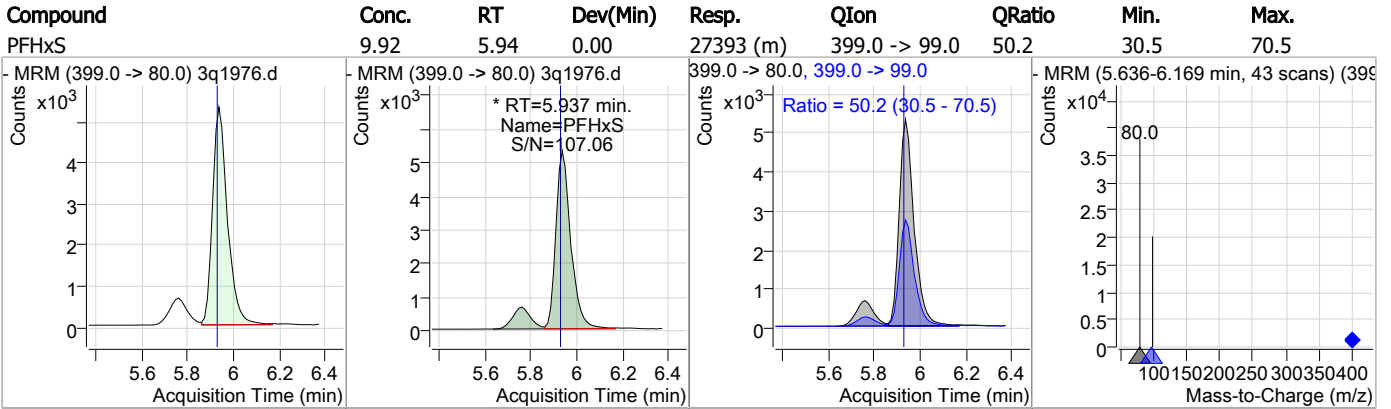 Compound Conc. RT Dev(Min) Resp. QIon QRatio Min. Max.
PFHxS 9.92 5.94 0.00 27393 (m) 399.0 -> 99.0 50.2 30.5 70.5
- MRM (399.0 -> 80.0) 3q1976.d
Counts
x10³
4
3
2
1
0
5.6 5.8 6 6.2 6.4
Acquisition Time (min)
- MRM (399.0 -> 80.0) 3q1976.d
Counts
x10³
* RT=5.937 min.
Name=PFHxS
S/N=107.06
5
4
3
2
1
0
5.6 5.8 6 6.2 6.4
Acquisition Time (min)
399.0 -> 80.0, 399.0 -> 99.0
Counts
x10³
Ratio = 50.2 (30.5 - 70.5)
5
4
3
2
1
0
5.6 5.8 6 6.2 6.4
Acquisition Time (min)
- MRM (5.636-6.169 min, 43 scans) (399
Counts
x10⁴
80.0
4
3.5
3
2.5
2
1.5
1
0.5
0
100 150 200 250 300 350 400
Mass-to-Charge (m/z)